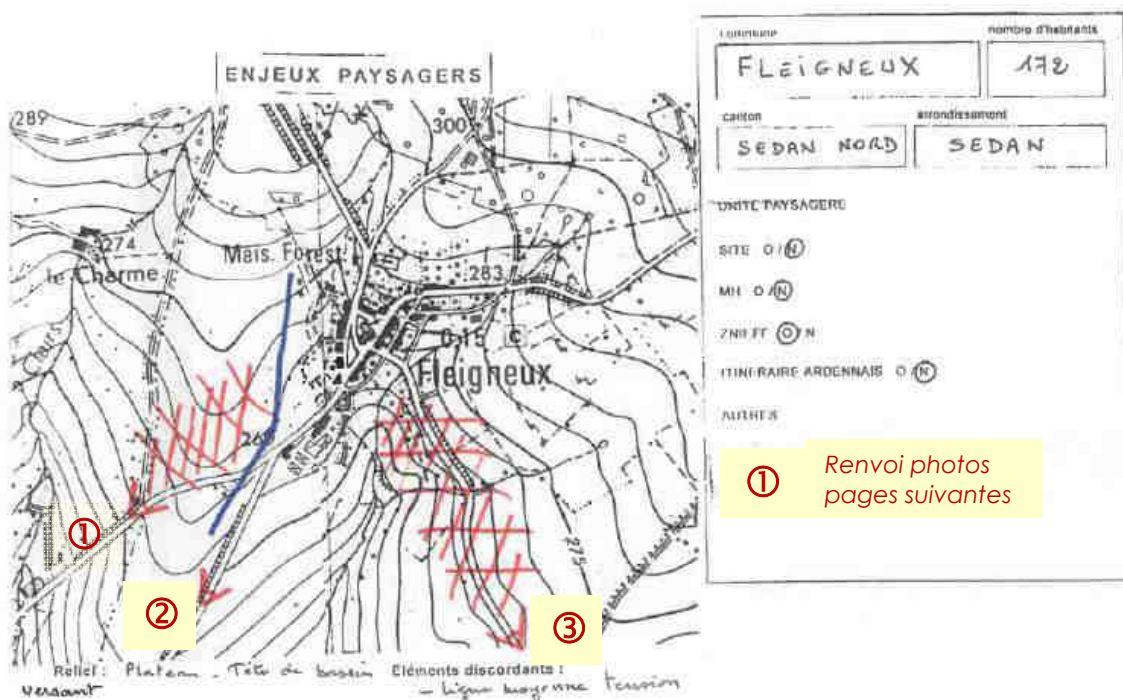 ENJEUX PAYSAGERS
289
300
274
le Charme
Mais. Forest.
283
C
Fleigneux
275
①
②
③
Relief : Plateau - Tête de bassin
versant
Eléments discordants :
- ligne moyenne tension
commune
nombre d'habitants
FLEIGNEUX
172
canton
arrondissement
SEDAN NORD
SEDAN
UNITE PAYSAGERE
SITE O/N
MH O/N
ZNIEFF O/N
ITINERAIRE ARDENNAIS O/N
AUTRES
① Renvoi photos
pages suivantes